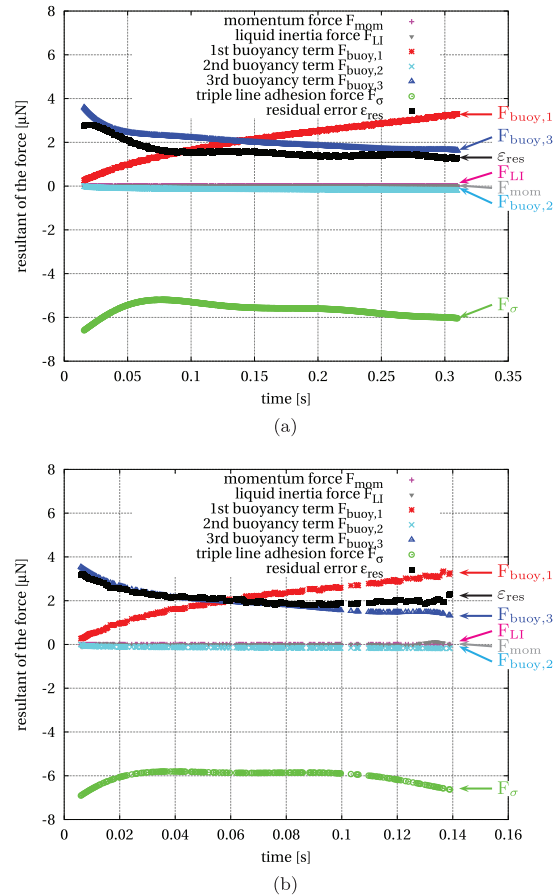 momentum force F_mom
liquid inertia force F_LI
1st buoyancy term F_buoy,1
2nd buoyancy term F_buoy,2
3rd buoyancy term F_buoy,3
triple line adhesion force F_σ
residual error ε_res
resultant of the force [µN]
8
6
4
2
0
-2
-4
-6
-8
F_buoy,1
F_buoy,3
ε_res
F_LI
F_mom
F_buoy,2
F_σ
0 0.05 0.1 0.15 0.2 0.25 0.3 0.35
time [s]
(a)
momentum force F_mom
liquid inertia force F_LI
1st buoyancy term F_buoy,1
2nd buoyancy term F_buoy,2
3rd buoyancy term F_buoy,3
triple line adhesion force F_σ
residual error ε_res
resultant of the force [µN]
8
6
4
2
0
-2
-4
-6
-8
F_buoy,1
ε_res
F_buoy,3
F_LI
F_mom
F_buoy,2
F_σ
0 0.02 0.04 0.06 0.08 0.1 0.12 0.14 0.16
time [s]
(b)